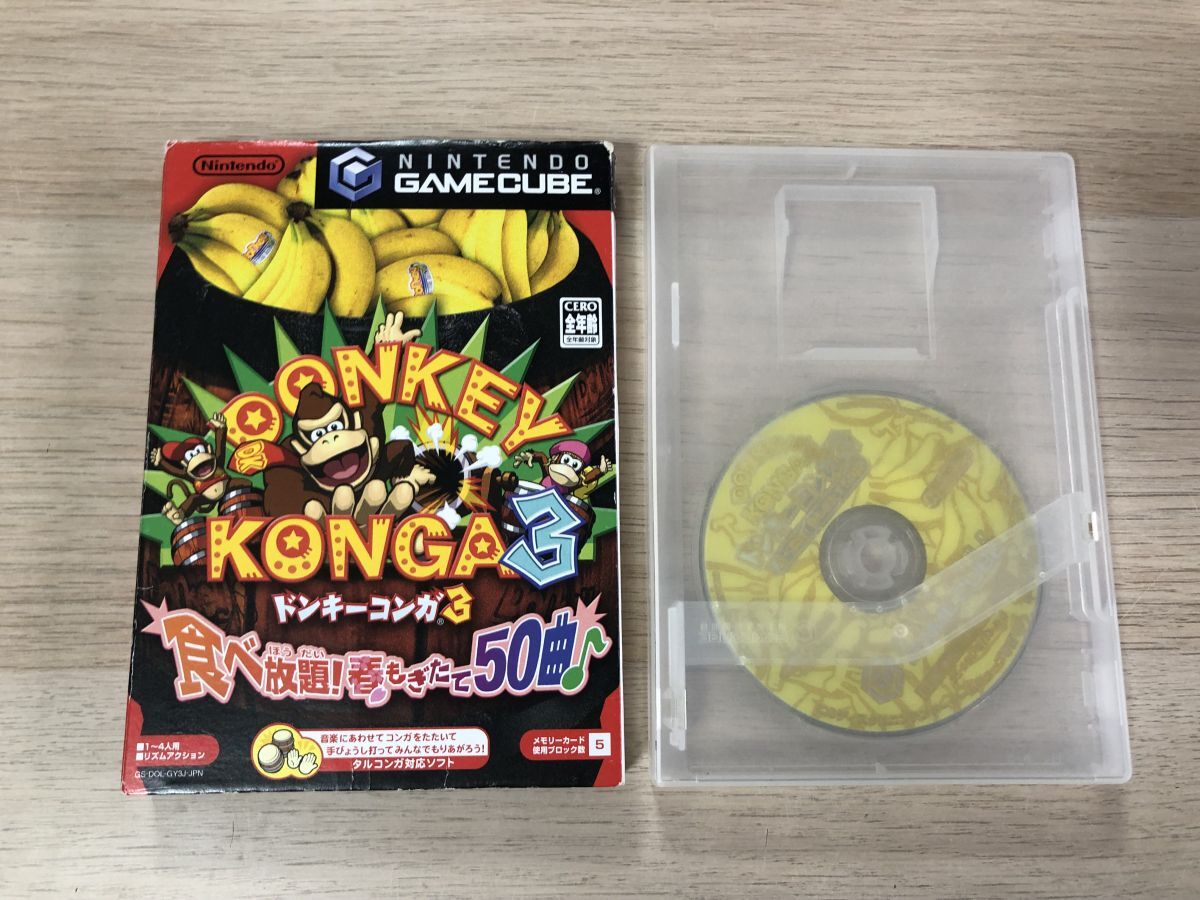 Nintendo
NINTENDO
GAMECUBE
CERO
全年齢
全年齢対象
DONKEY
DK
KONGA 3
ドンキーコンガ3
食べ放題!春もぎたて50曲
ほうだい
■1〜4人用
■リズムアクション
音楽にあわせてコンガをたたいて
手びょうし打ってみんなでもりあがろう!
タルコンガ対応ソフト
メモリーカード
使用ブロック数 5
GS-DOL-GY3J-JPN